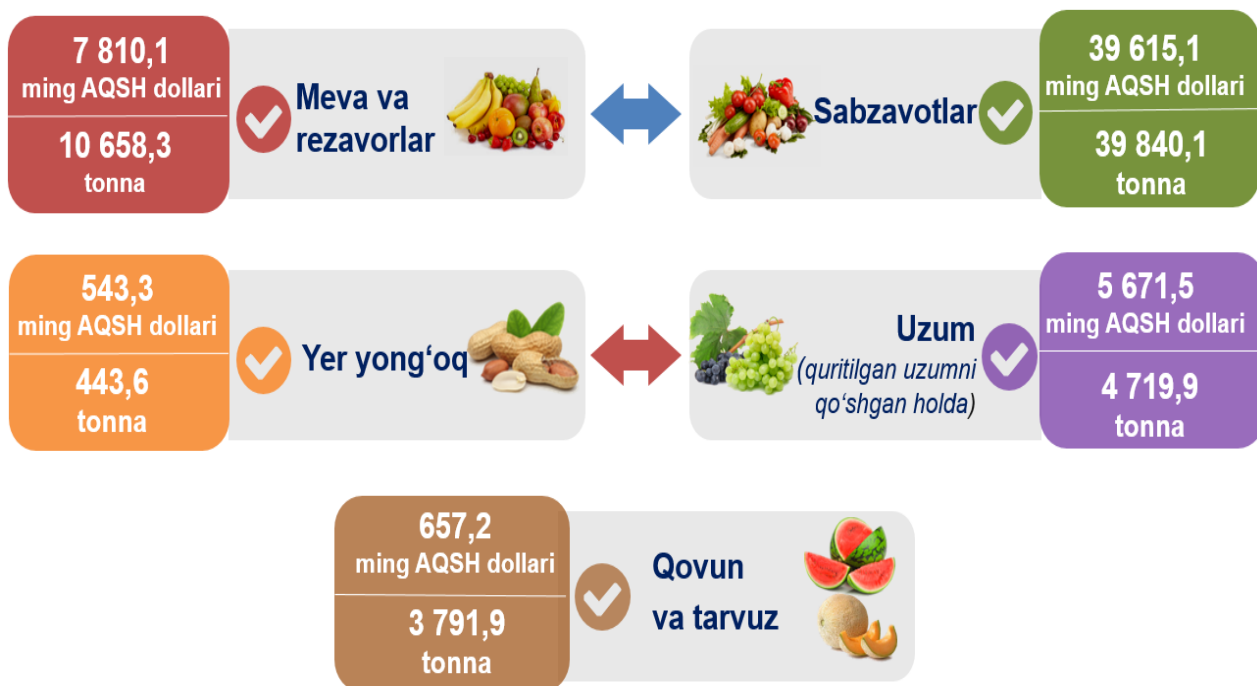 7 810,1
ming AQSH dollari
10 658,3
tonna
Meva va
rezavorlar
Sabzavotlar
39 615,1
ming AQSH dollari
39 840,1
tonna
543,3
ming AQSH dollari
443,6
tonna
Yer yong‘oq
Uzum
(quritilgan uzumni
qo‘shgan holda)
5 671,5
ming AQSH dollari
4 719,9
tonna
657,2
ming AQSH dollari
3 791,9
tonna
Qovun
va tarvuz